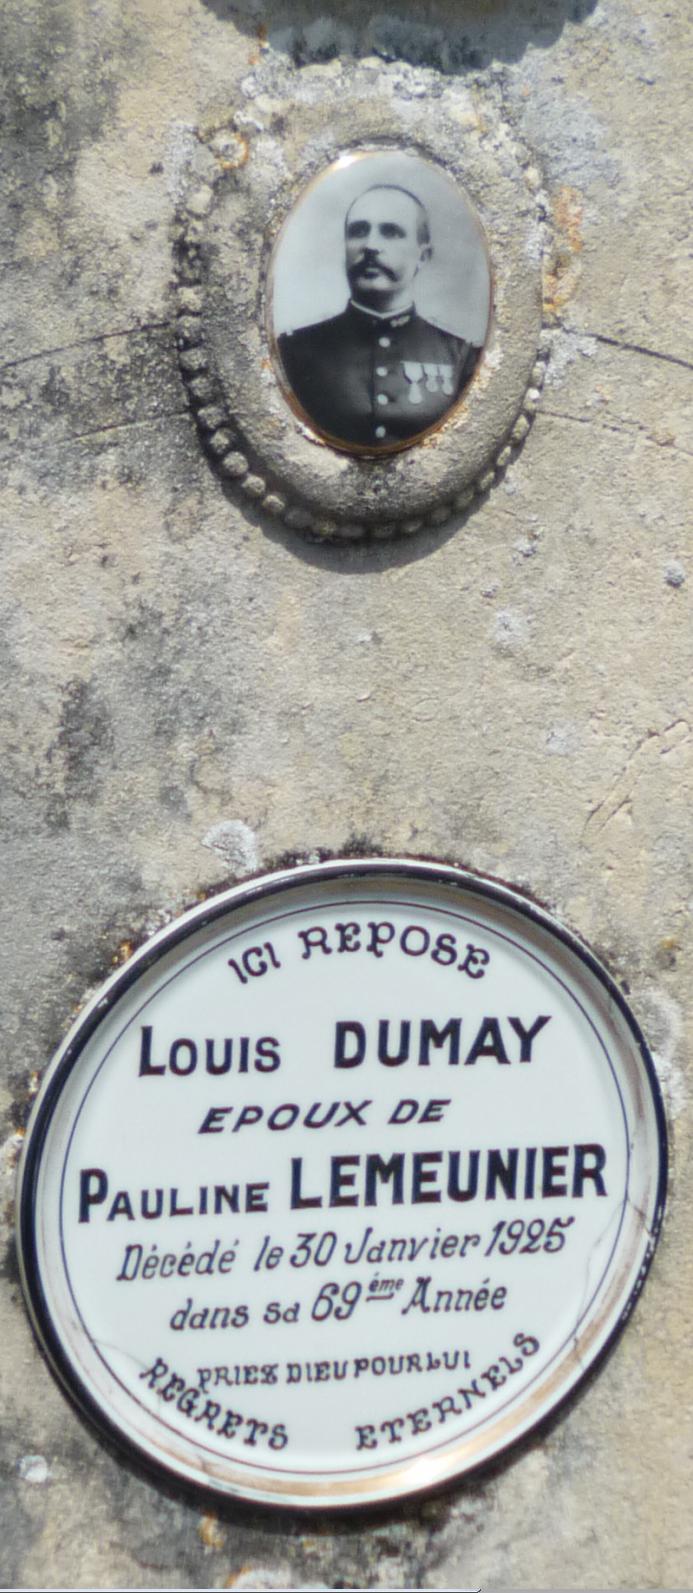 ICI REPOSE
LOUIS DUMAY
EPOUX DE
PAULINE LEMEUNIER
Décédé le 30 Janvier 1925
dans sa 69ème Année
PRIEZ DIEU POUR LUI
REGRETS ETERNELS